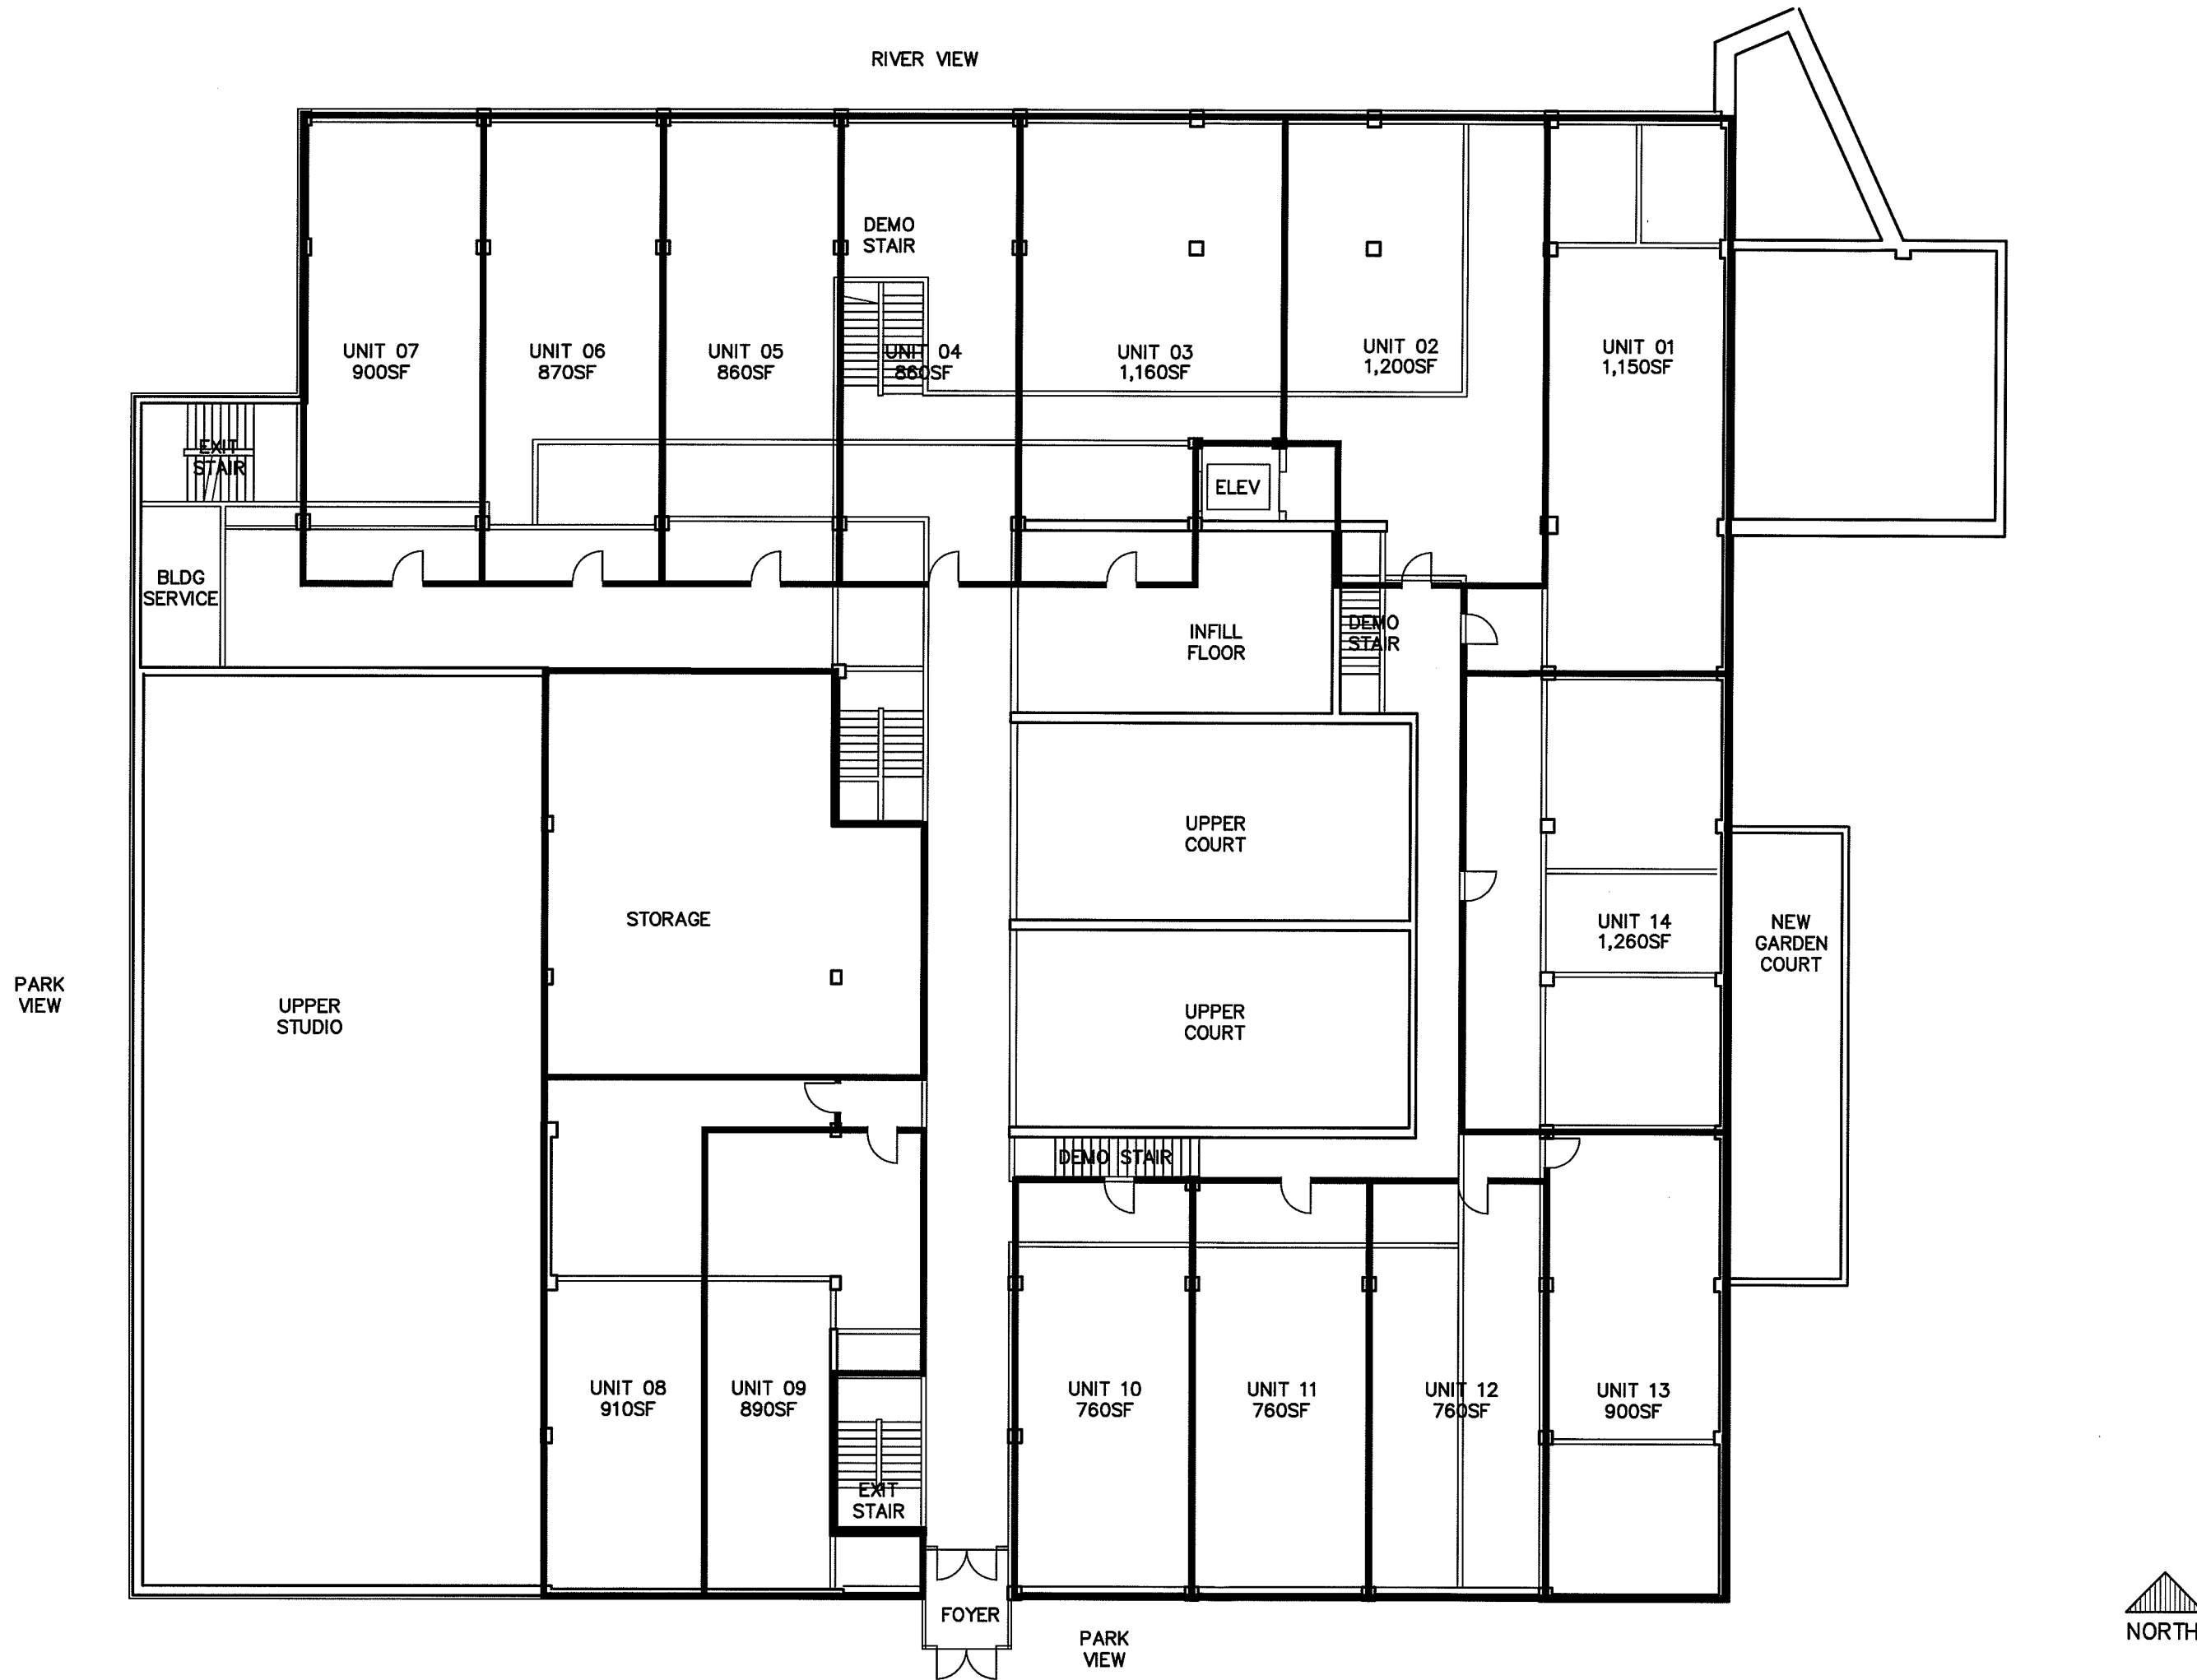 RIVER VIEW
DEMO
STAIR
UNIT 07
900SF
UNIT 06
870SF
UNIT 05
860SF
UNIT 04
860SF
UNIT 03
1,160SF
UNIT 02
1,200SF
UNIT 01
1,150SF
EXIT
STAIR
ELEV
BLDG
SERVICE
INFILL
FLOOR
DEMO
STAIR
UPPER
COURT
STORAGE
UNIT 14
1,260SF
NEW
GARDEN
COURT
PARK
VIEW
UPPER
STUDIO
UPPER
COURT
DEMO STAIR
UNIT 08
910SF
UNIT 09
890SF
UNIT 10
760SF
UNIT 11
760SF
UNIT 12
760SF
UNIT 13
900SF
EXIT
STAIR
FOYER
PARK
VIEW
NORTH